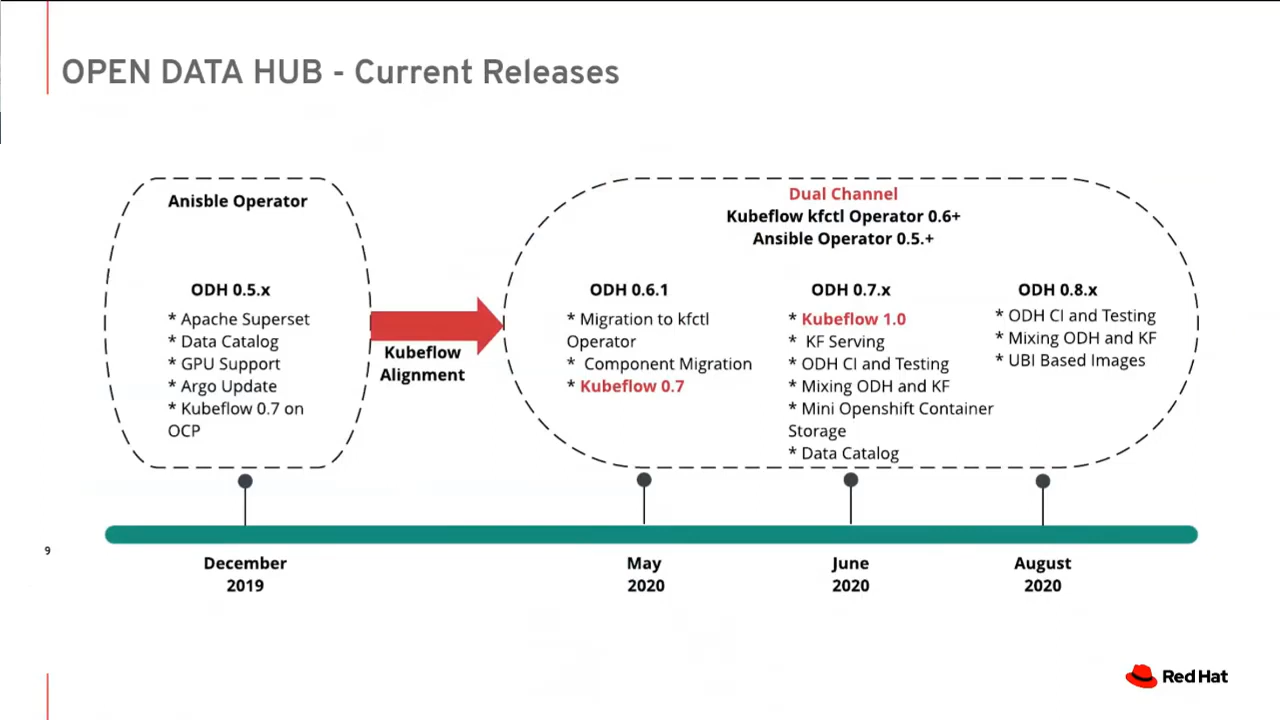 OPEN DATA HUB - Current Releases
Anisble Operator
ODH 0.5.x
* Apache Superset
* Data Catalog
* GPU Support
* Argo Update
* Kubeflow 0.7 on
OCP
Kubeflow
Alignment
Dual Channel
Kubeflow kfctl Operator 0.6+
Ansible Operator 0.5.+
ODH 0.6.1
* Migration to kfctl
Operator
* Component Migration
* Kubeflow 0.7
ODH 0.7.x
* Kubeflow 1.0
* KF Serving
* ODH CI and Testing
* Mixing ODH and KF
* Mini Openshift Container
Storage
* Data Catalog
ODH 0.8.x
* ODH CI and Testing
* Mixing ODH and KF
* UBI Based Images
December
2019
May
2020
June
2020
August
2020
9
Red Hat